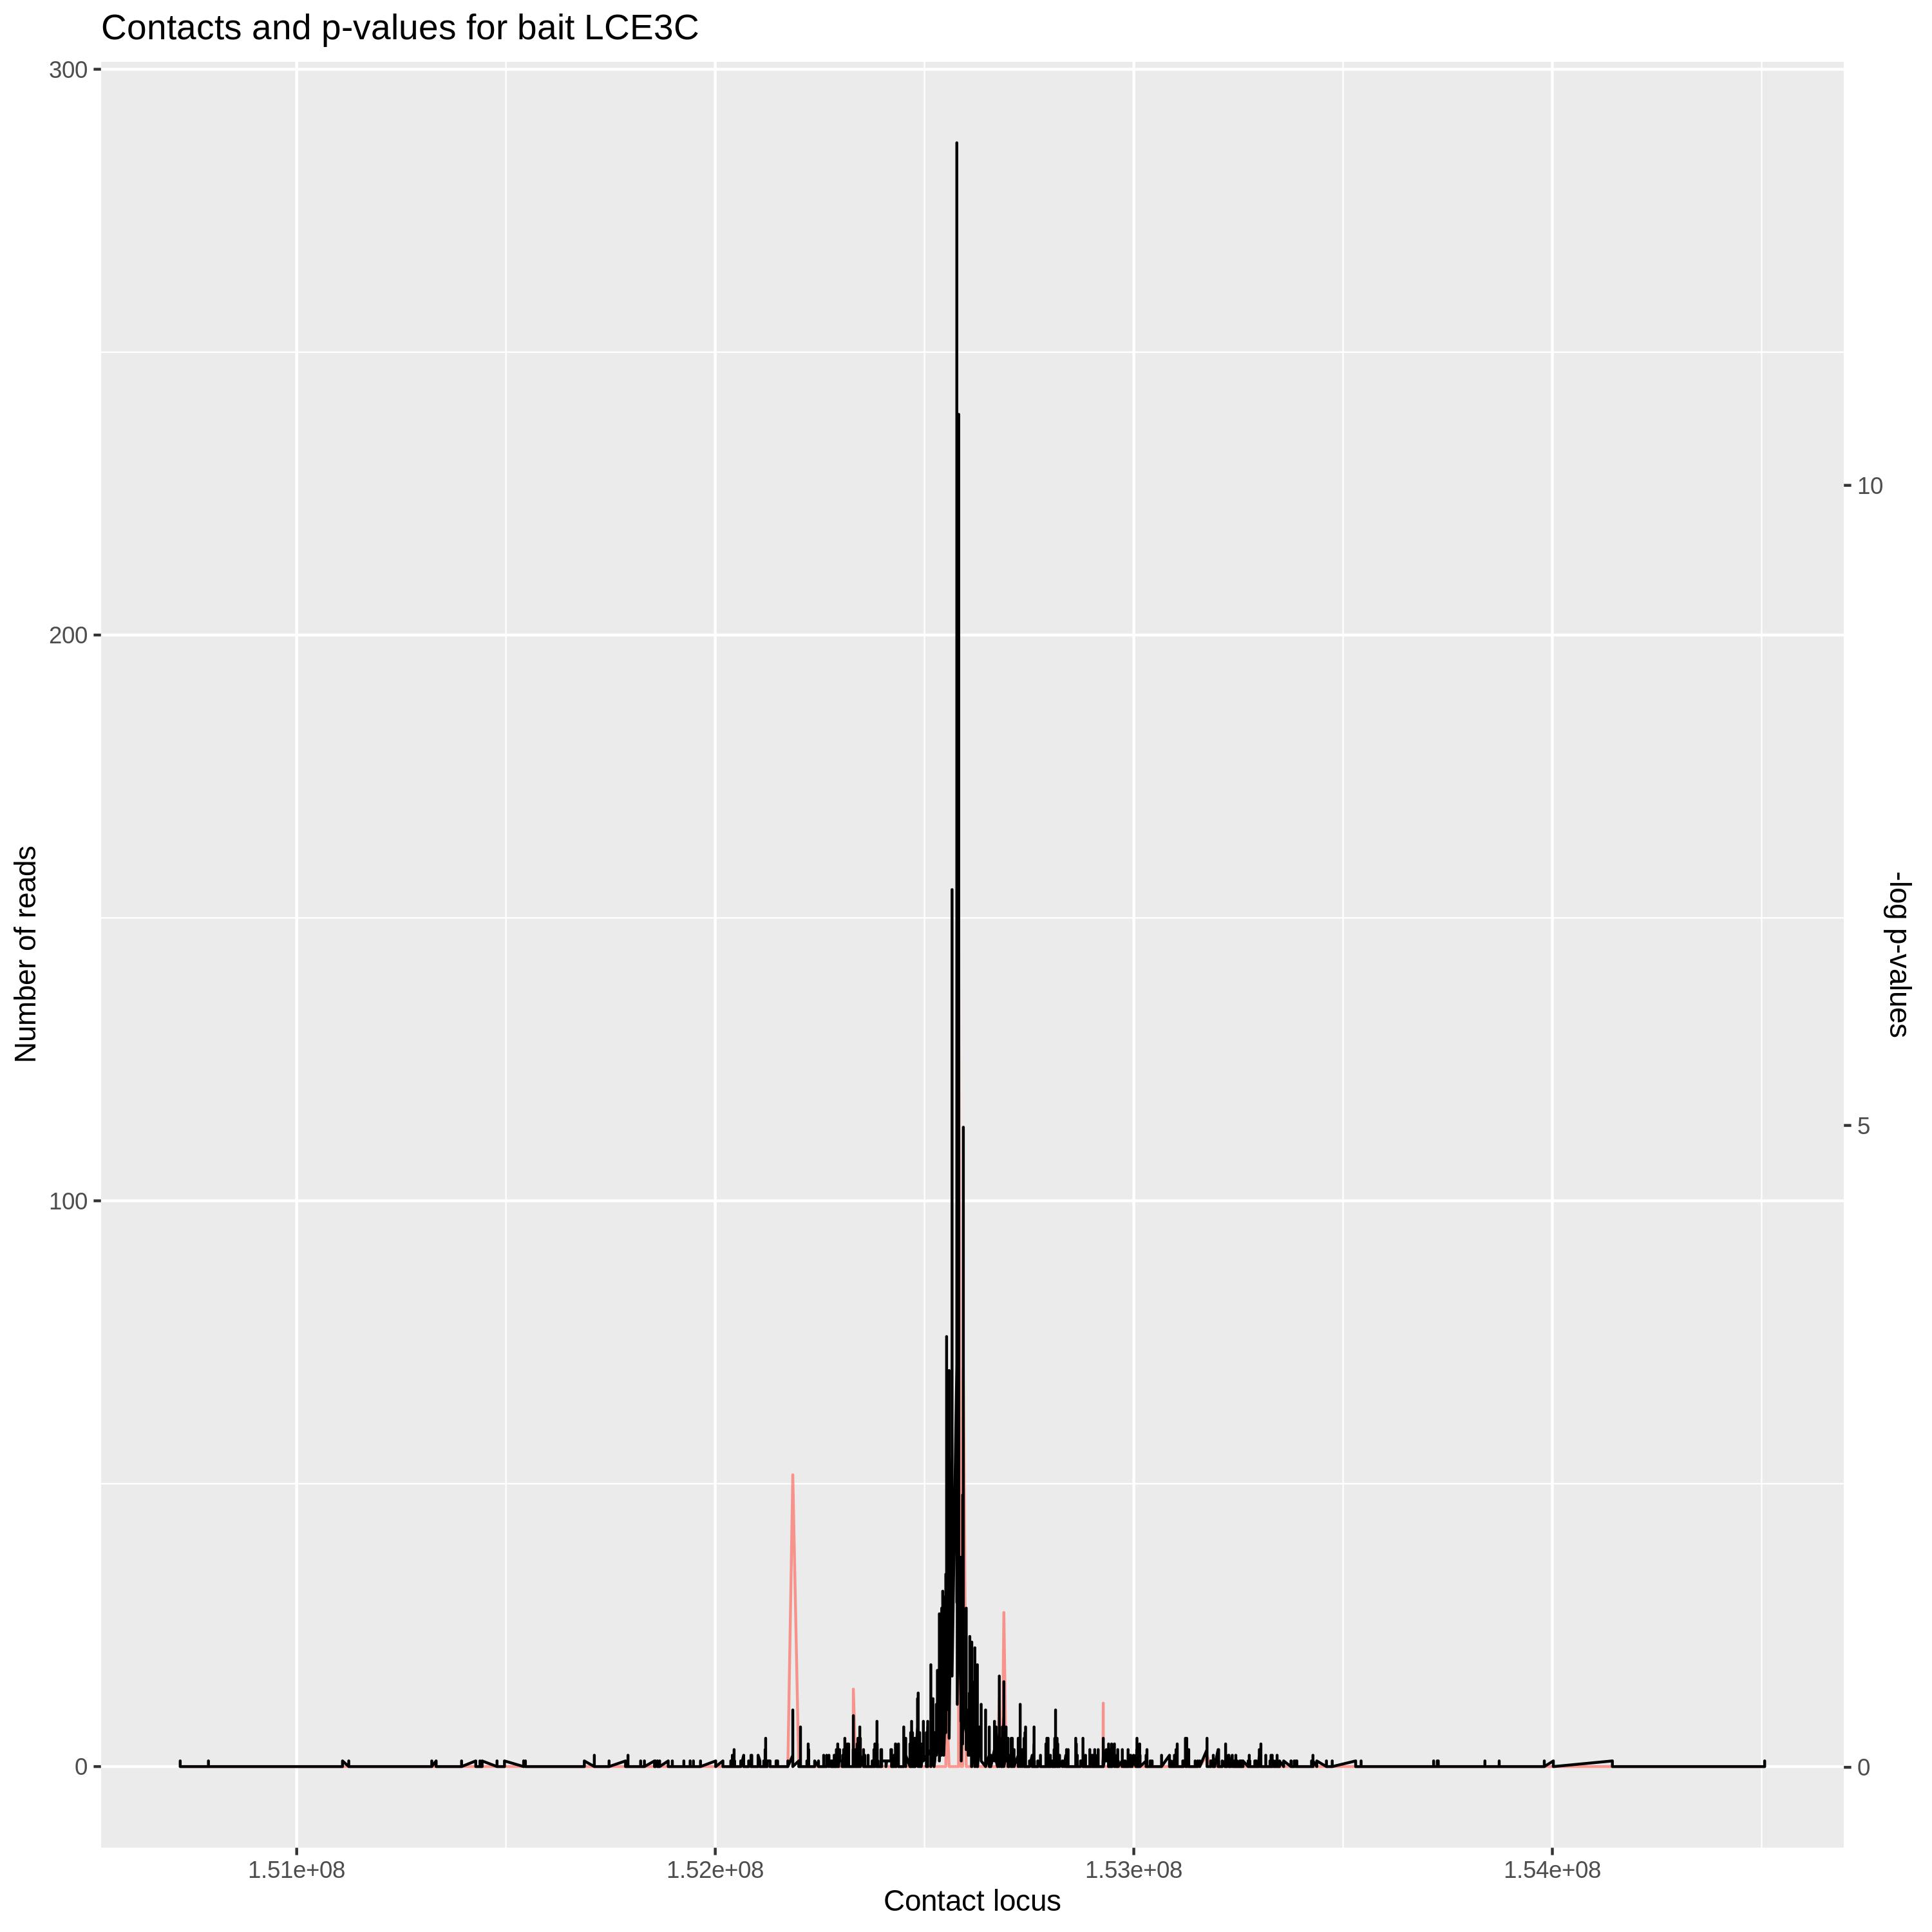 Contacts and p-values for bait LCE3C
300
200
100
0
Number of reads
10
5
0
-log p-values
1.51e+08
1.52e+08
1.53e+08
1.54e+08
Contact locus